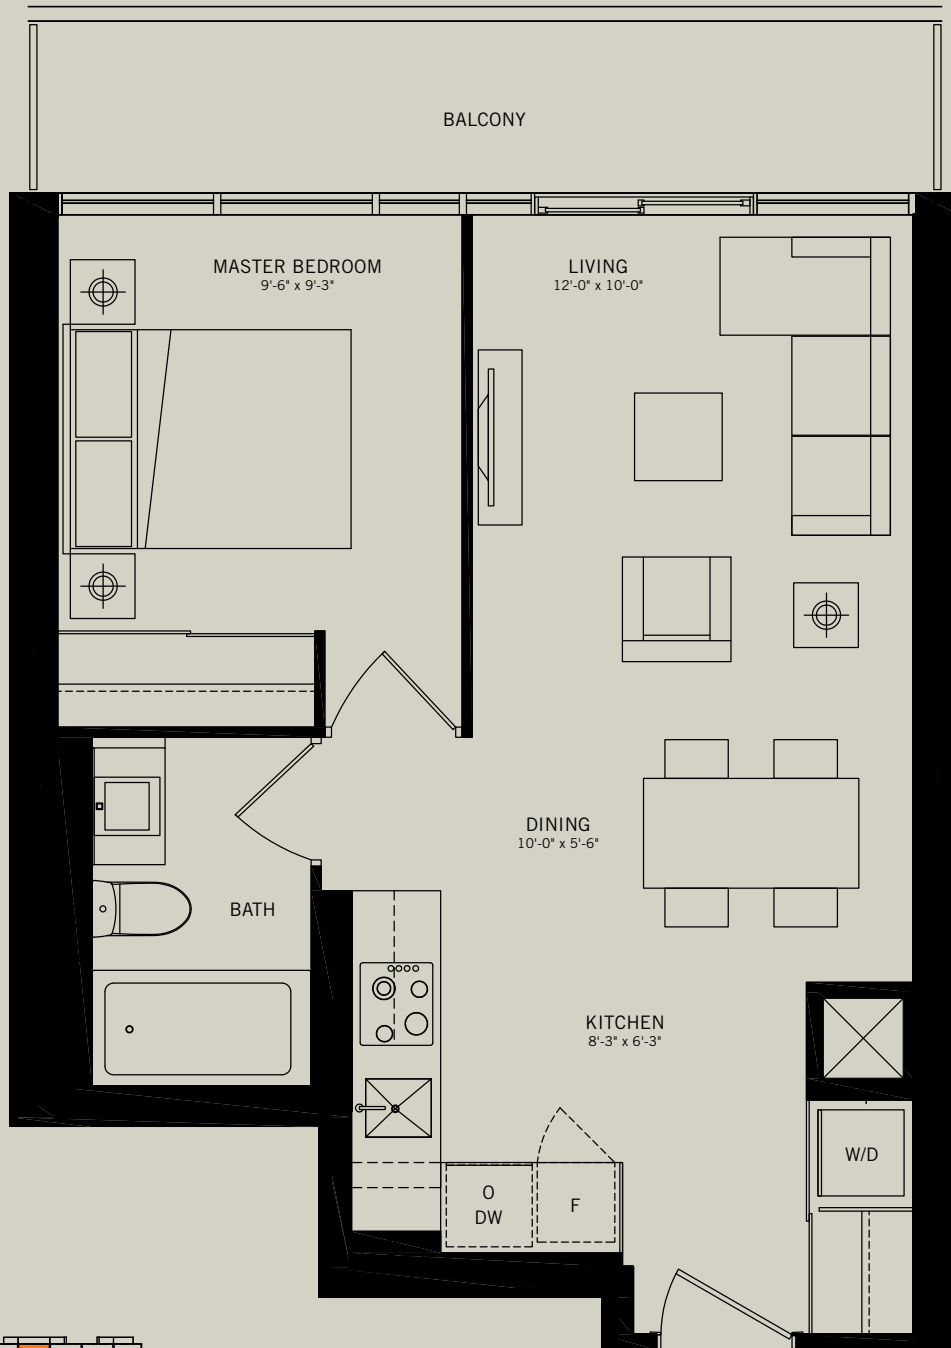 BALCONY
MASTER BEDROOM
9'-6" x 9'-3"
LIVING
12'-0" x 10'-0"
DINING
10'-0" x 5'-6"
BATH
KITCHEN
8'-3" x 6'-3"
W/D
O
DW
F